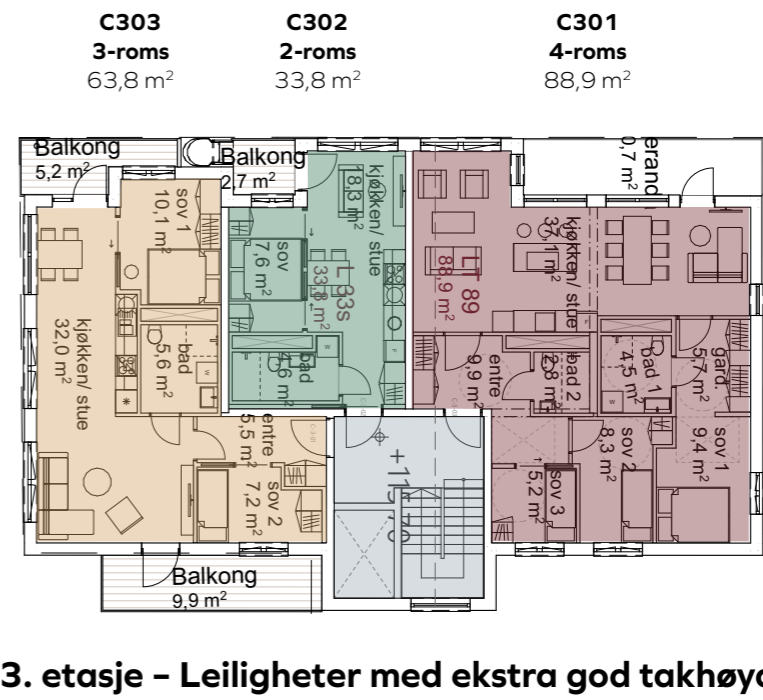 C303
3-roms
63,8 m²
C302
2-roms
33,8 m²
C301
4-roms
88,9 m²
Balkong
5,2 m²
Balkong
2,7 m²
sov 1
10,1 m²
kjøkken/ stue
32,0 m²
bad
5,6 m²
entre
5,5 m²
sov 2
7,2 m²
Balkong
9,9 m²
kjøkken/ stue
18,3 m²
sov
7,6 m²
L 33s
33,8 m²
bad
4,6 m²
LT 89
88,9 m²
kjøkken/ stue
37,1 m²
entre
9,9 m²
bad 2
2,8 m²
bad 1
4,5 m²
gard.
5,7 m²
sov 1
9,4 m²
sov 2
8,3 m²
sov 3
5,2 m²
3. etasje – Leiligheter med ekstra god